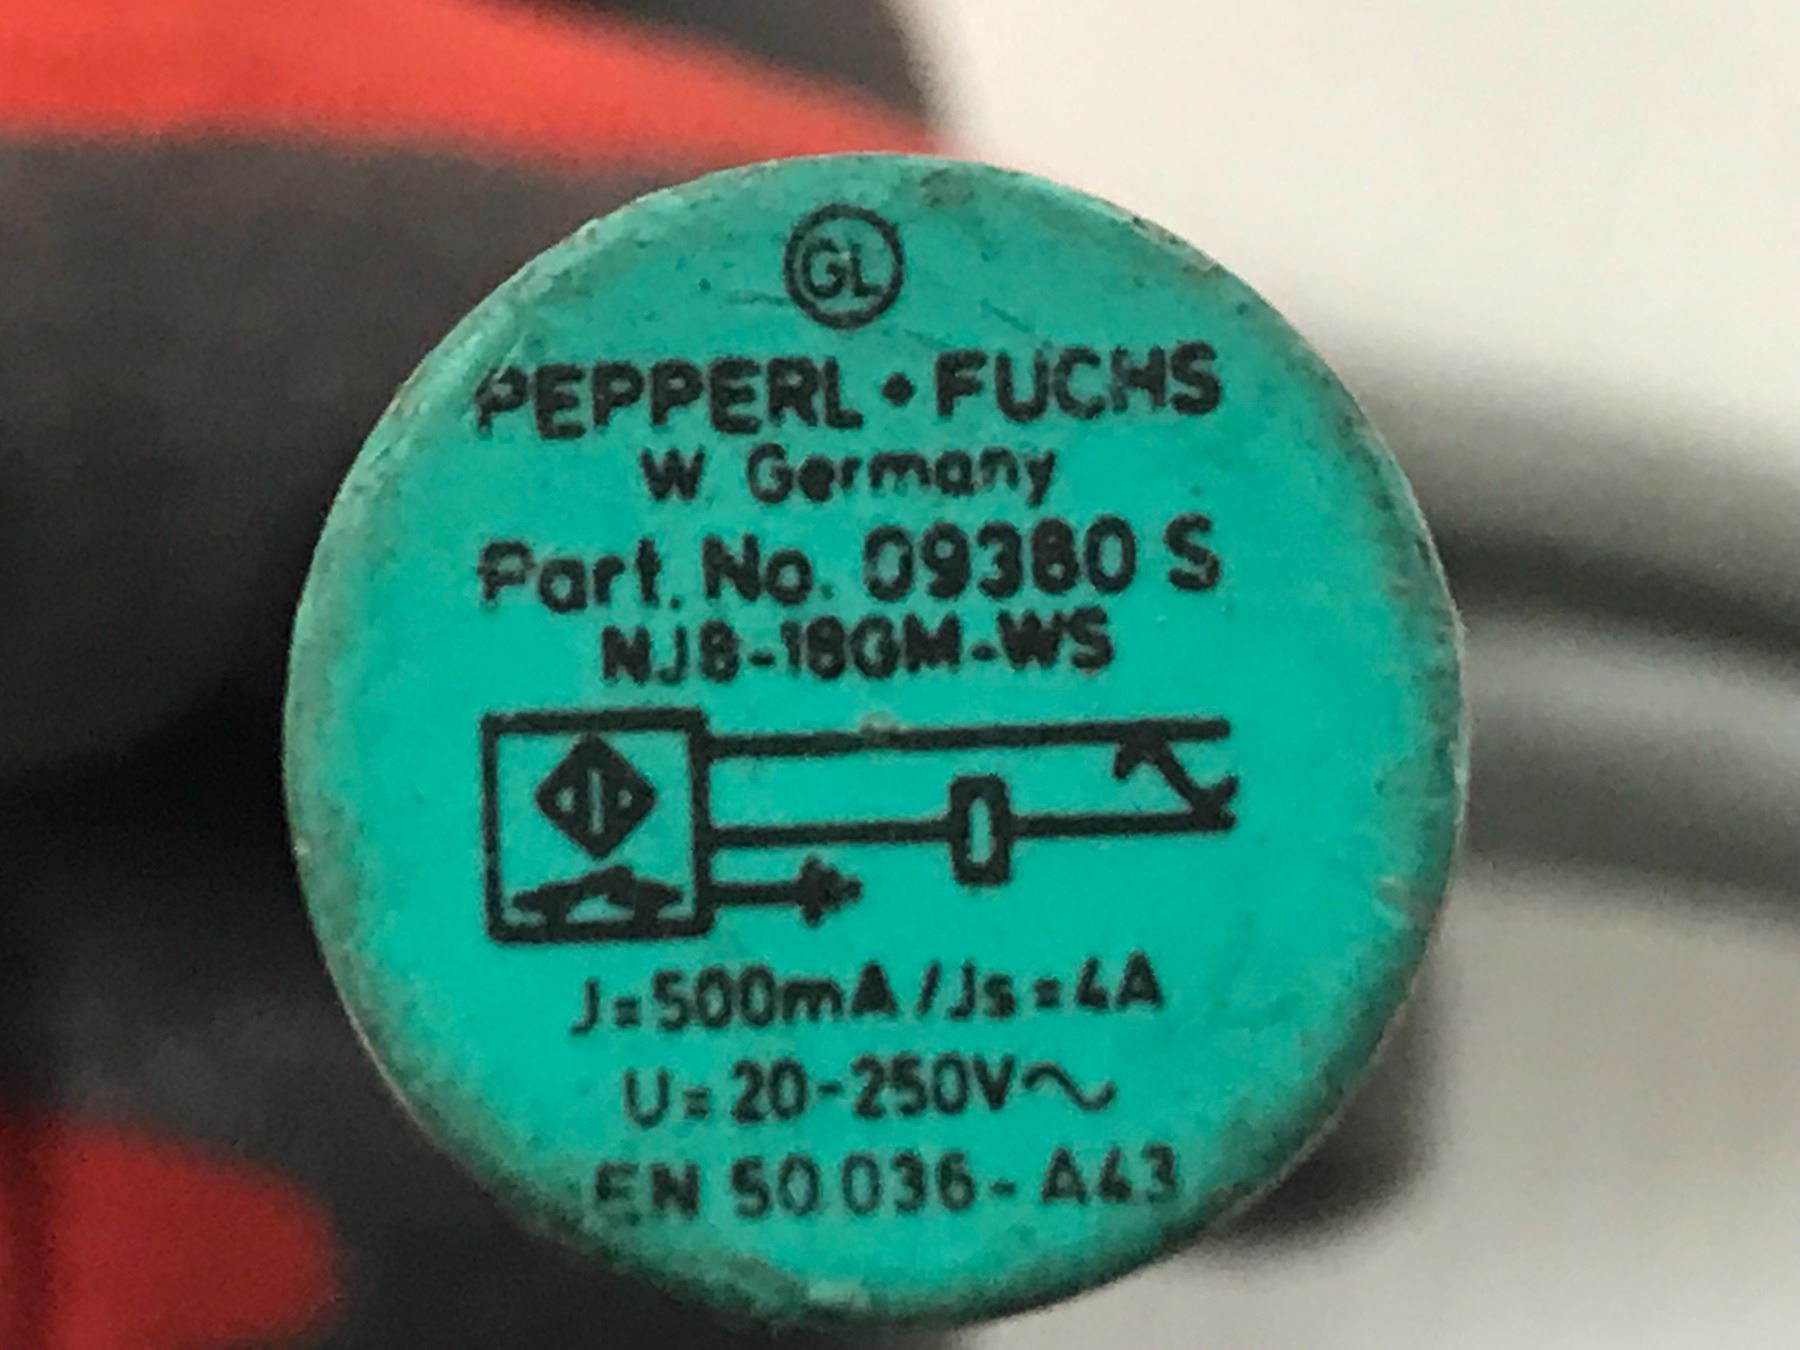 GL
PEPPERL • FUCHS
W. Germany
Part. No. 09380 S
NJ8-18GM-WS
J=500mA/Js=4A
U=20-250V~
EN 50 036 - A43